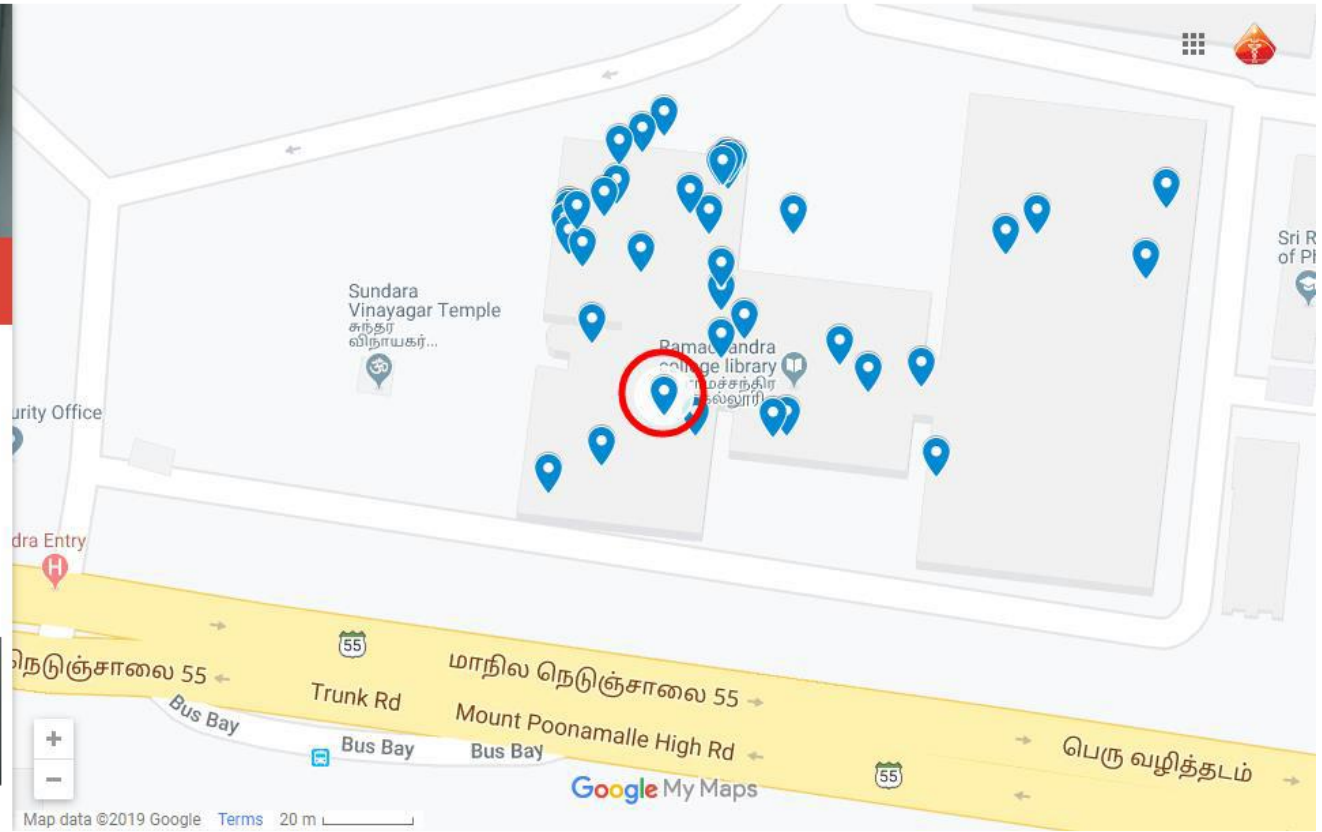 Sri R
of Ph
Sundara
Vinayagar Temple
சுந்தர
விநாயகர்...
Ramachandra
college library
urity Office
dra Entry
H
55
நெடுஞ்சாலை 55
மாநில நெடுஞ்சாலை 55
Trunk Rd
Mount Poonamalle High Rd
Bus Bay
Bus Bay
Bus Bay
55
பெரு வழித்தடம்
+
−
Google My Maps
Map data ©2019 Google Terms 20 m